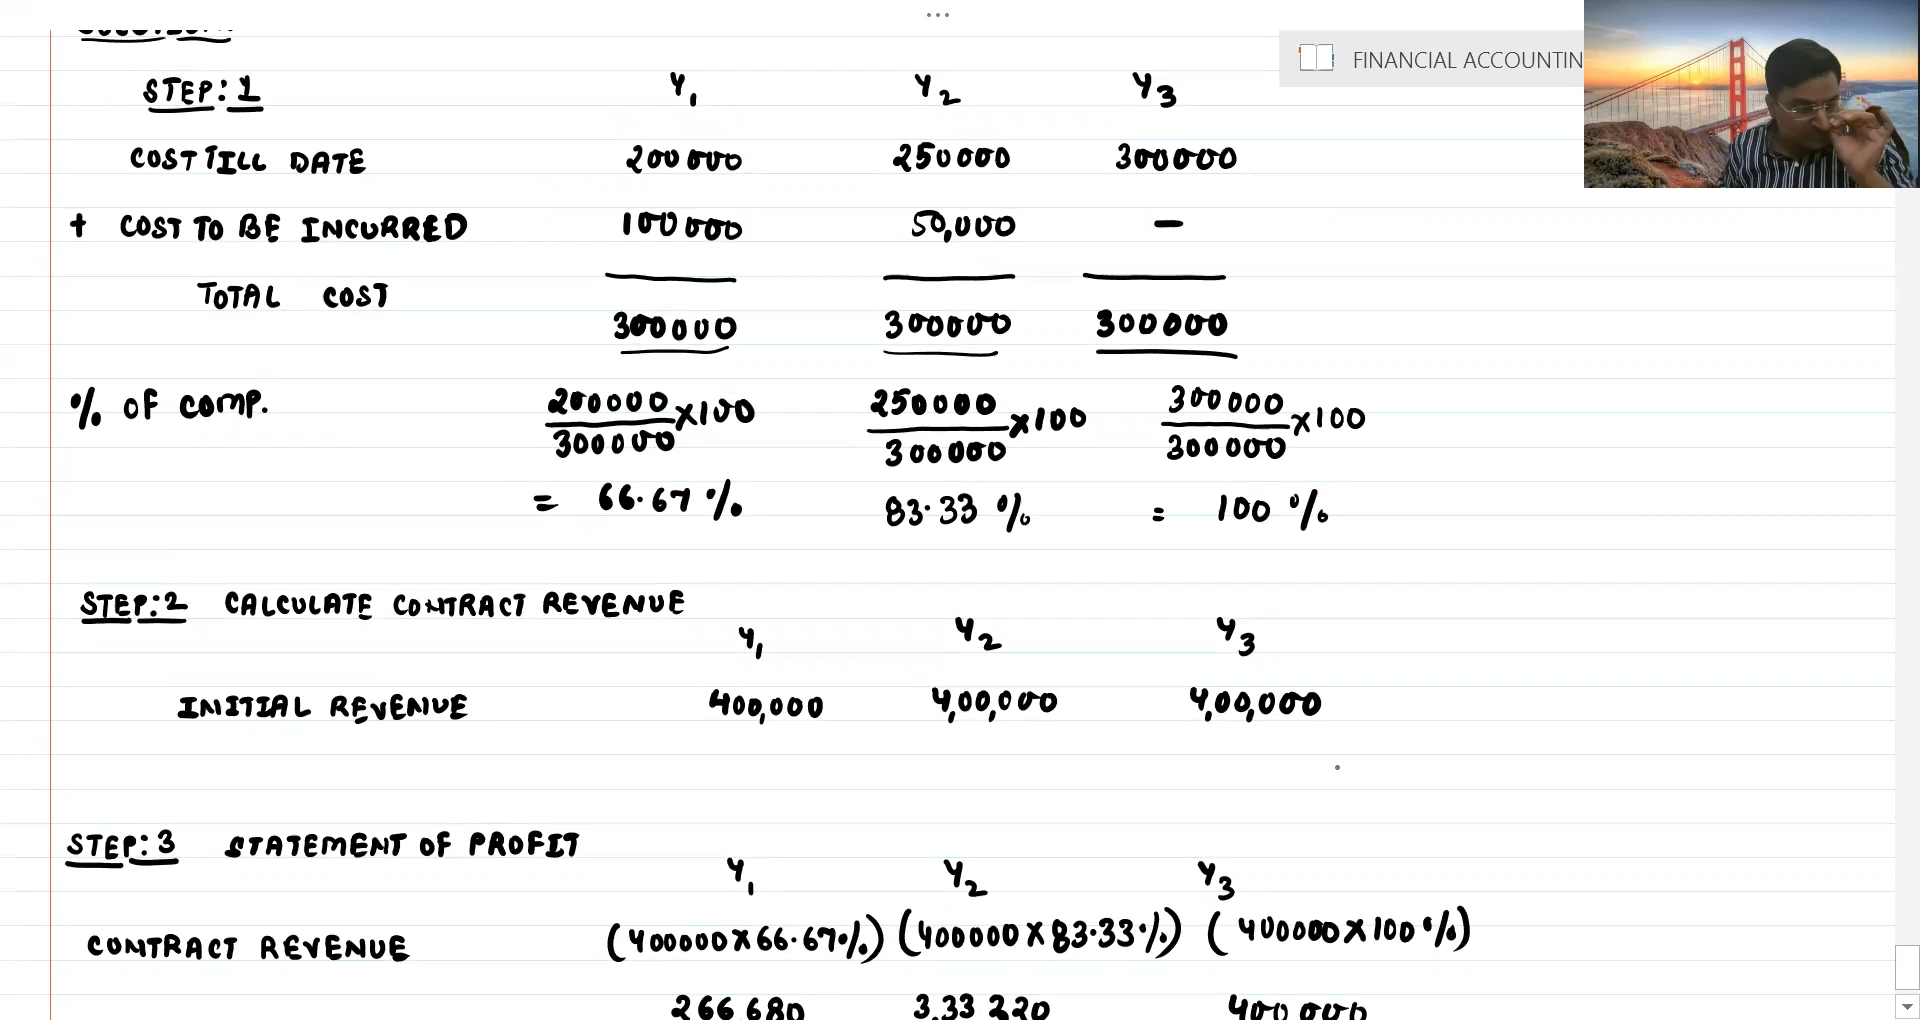 FINANCIAL ACCOUNTIN
STEP:1 Y1 Y2 Y3
COST TILL DATE 200000 250000 300000
+ COST TO BE INCURRED 100000 50,000 —
TOTAL COST
300000 300000 300000
% OF COMP. 200000/300000 ×100 250000/300000 ×100 300000/300000 ×100
= 66.67% 83.33% = 100%
STEP:2 CALCULATE CONTRACT REVENUE
Y1 Y2 Y3
INITIAL REVENUE 400,000 4,00,000 4,00,000
STEP:3 STATEMENT OF PROFIT
Y1 Y2 Y3
CONTRACT REVENUE (400000×66.67%) (400000×83.33%) (400000×100%)
266680 3,33,320 400000